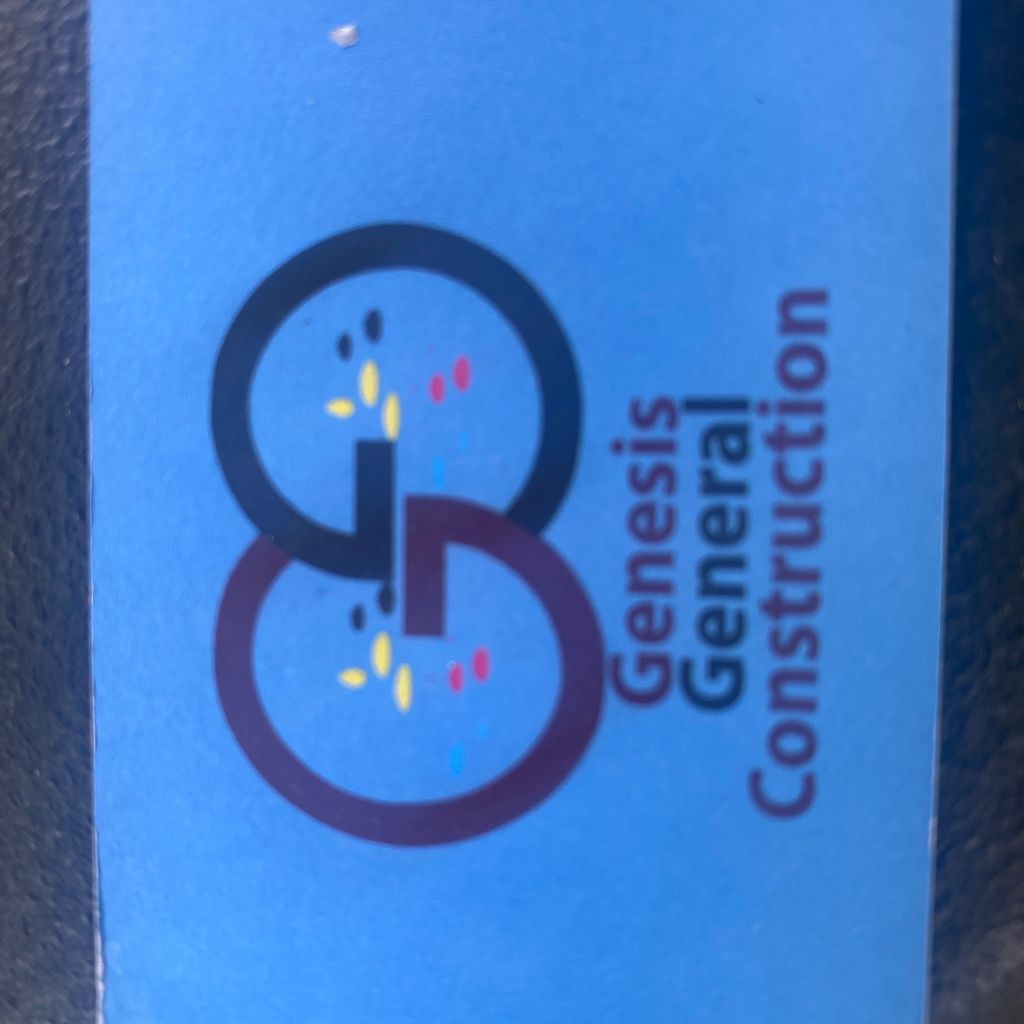 Genesis
General
Construction